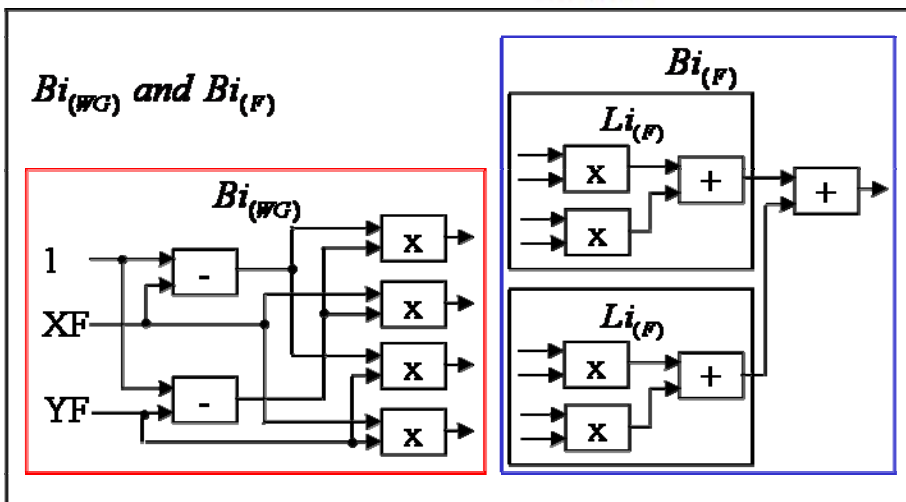 Bi(WG) and Bi(F)
Bi(WG)
1
XF
YF
-
-
x
x
x
x
Bi(F)
Li(F)
x
x
+
+
Li(F)
x
x
+